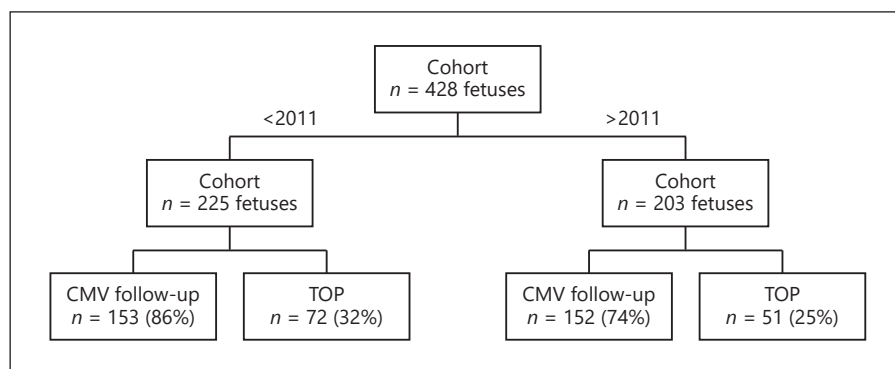 Cohort
n = 428 fetuses
<2011
>2011
Cohort
n = 225 fetuses
Cohort
n = 203 fetuses
CMV follow-up
n = 153 (86%)
TOP
n = 72 (32%)
CMV follow-up
n = 152 (74%)
TOP
n = 51 (25%)